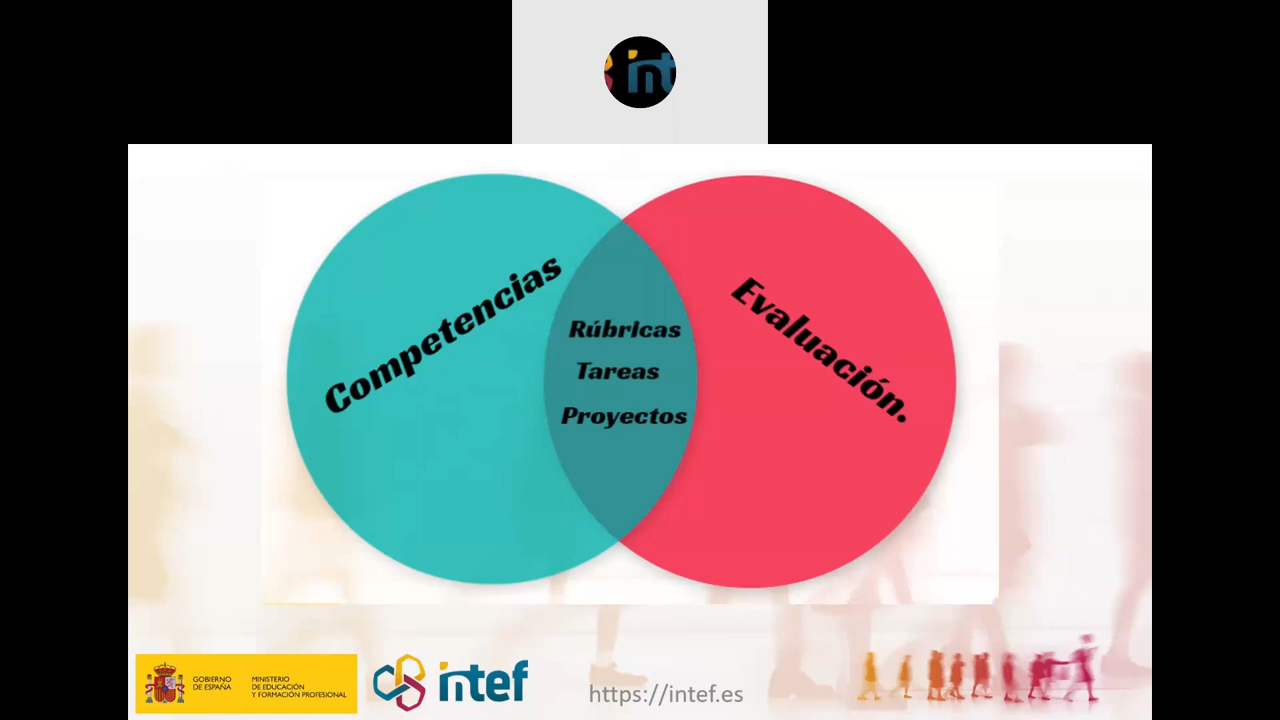 int
Competencias
Rúbricas
Tareas
Proyectos
Evaluación.
GOBIERNO
DE ESPAÑA
MINISTERIO
DE EDUCACIÓN
Y FORMACIÓN PROFESIONAL
intef
https://intef.es